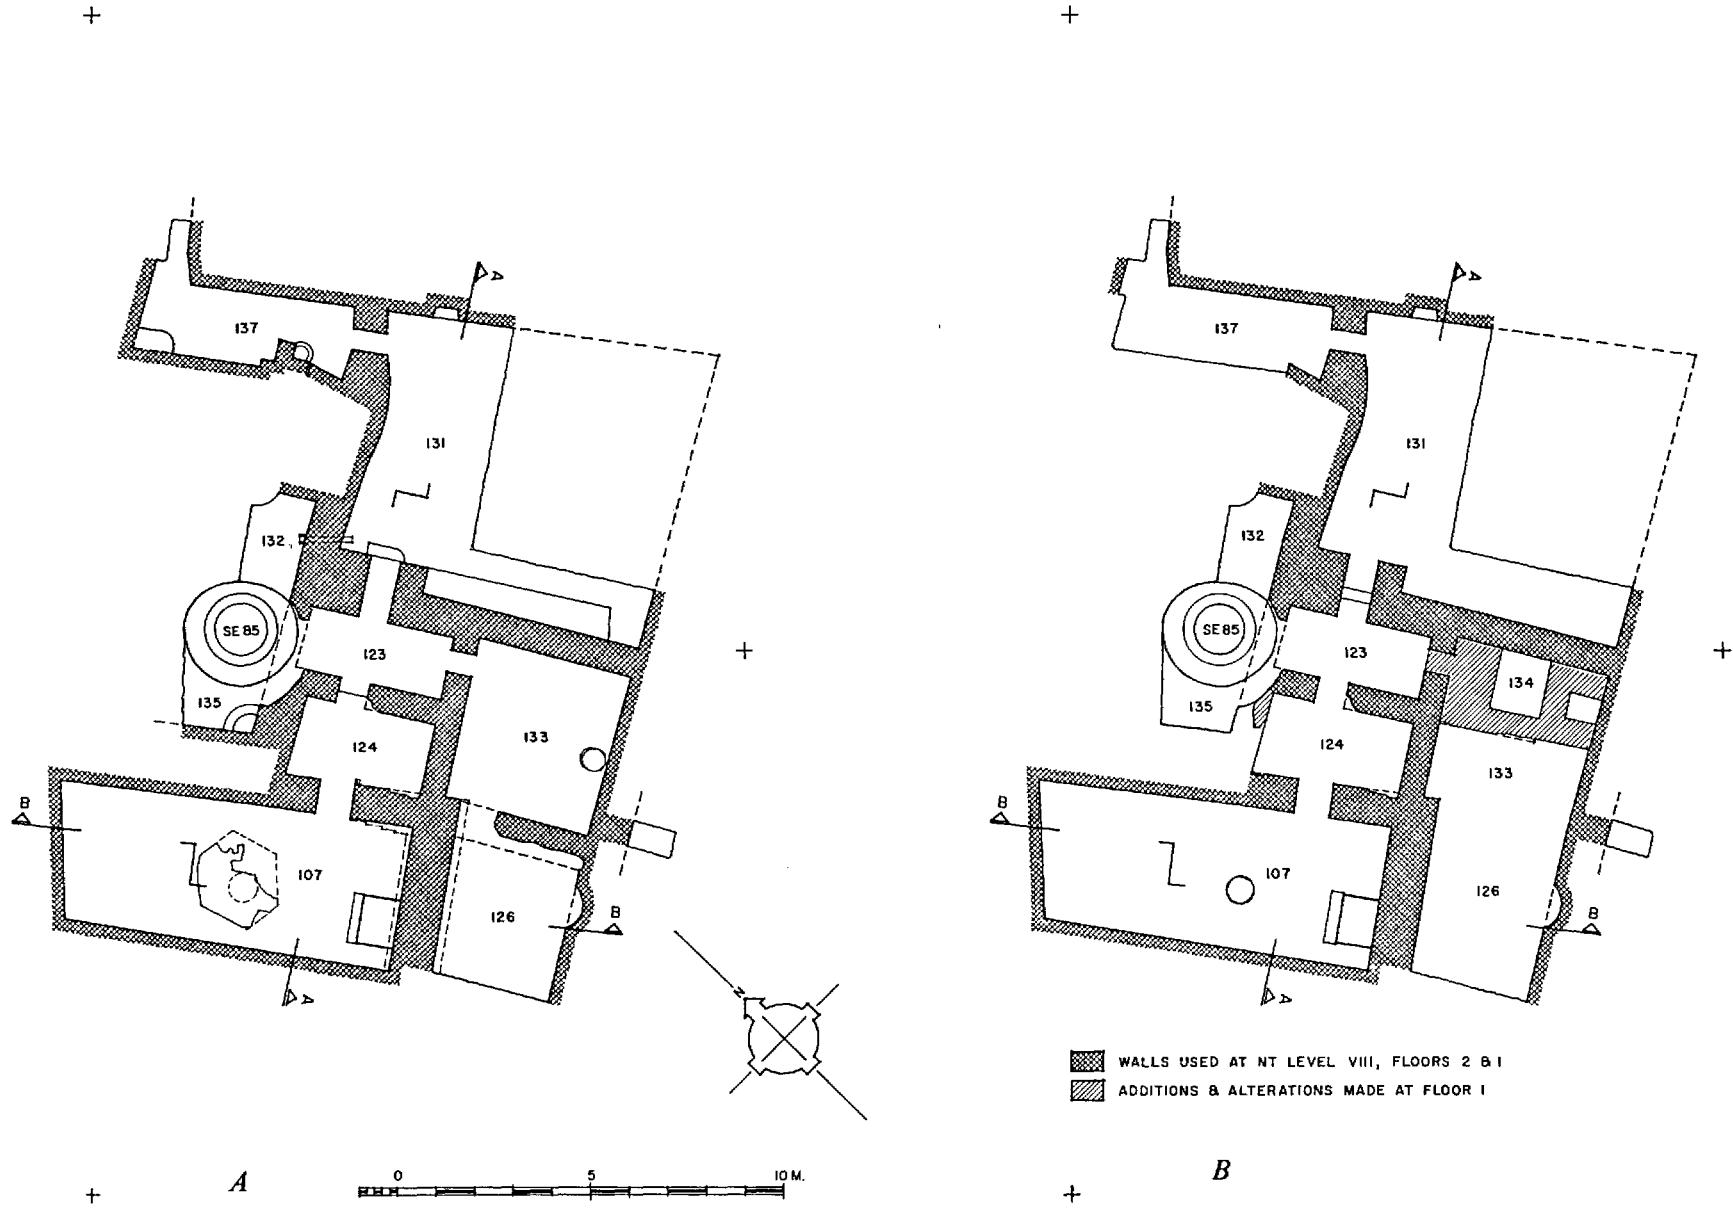 A
137
131
132
SE 85
123
135
124
133
B
107
126
B
A
N
A
0 5 10 M.
A
137
131
132
SE 85
123
134
135
124
133
B
107
126
B
A
WALLS USED AT NT LEVEL VIII, FLOORS 2 & 1
ADDITIONS & ALTERATIONS MADE AT FLOOR 1
B